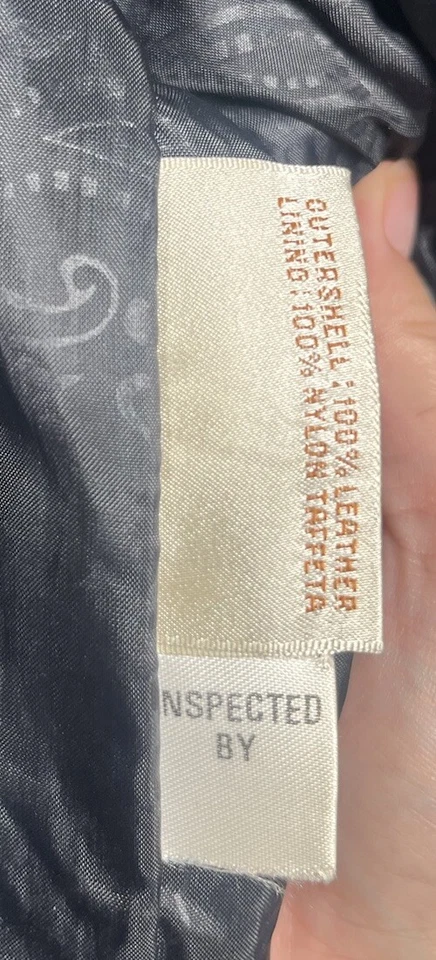 OUTERSHELL : 100% LEATHER
LINING : 100% NYLON TAFFETA
NSPECTED
BY